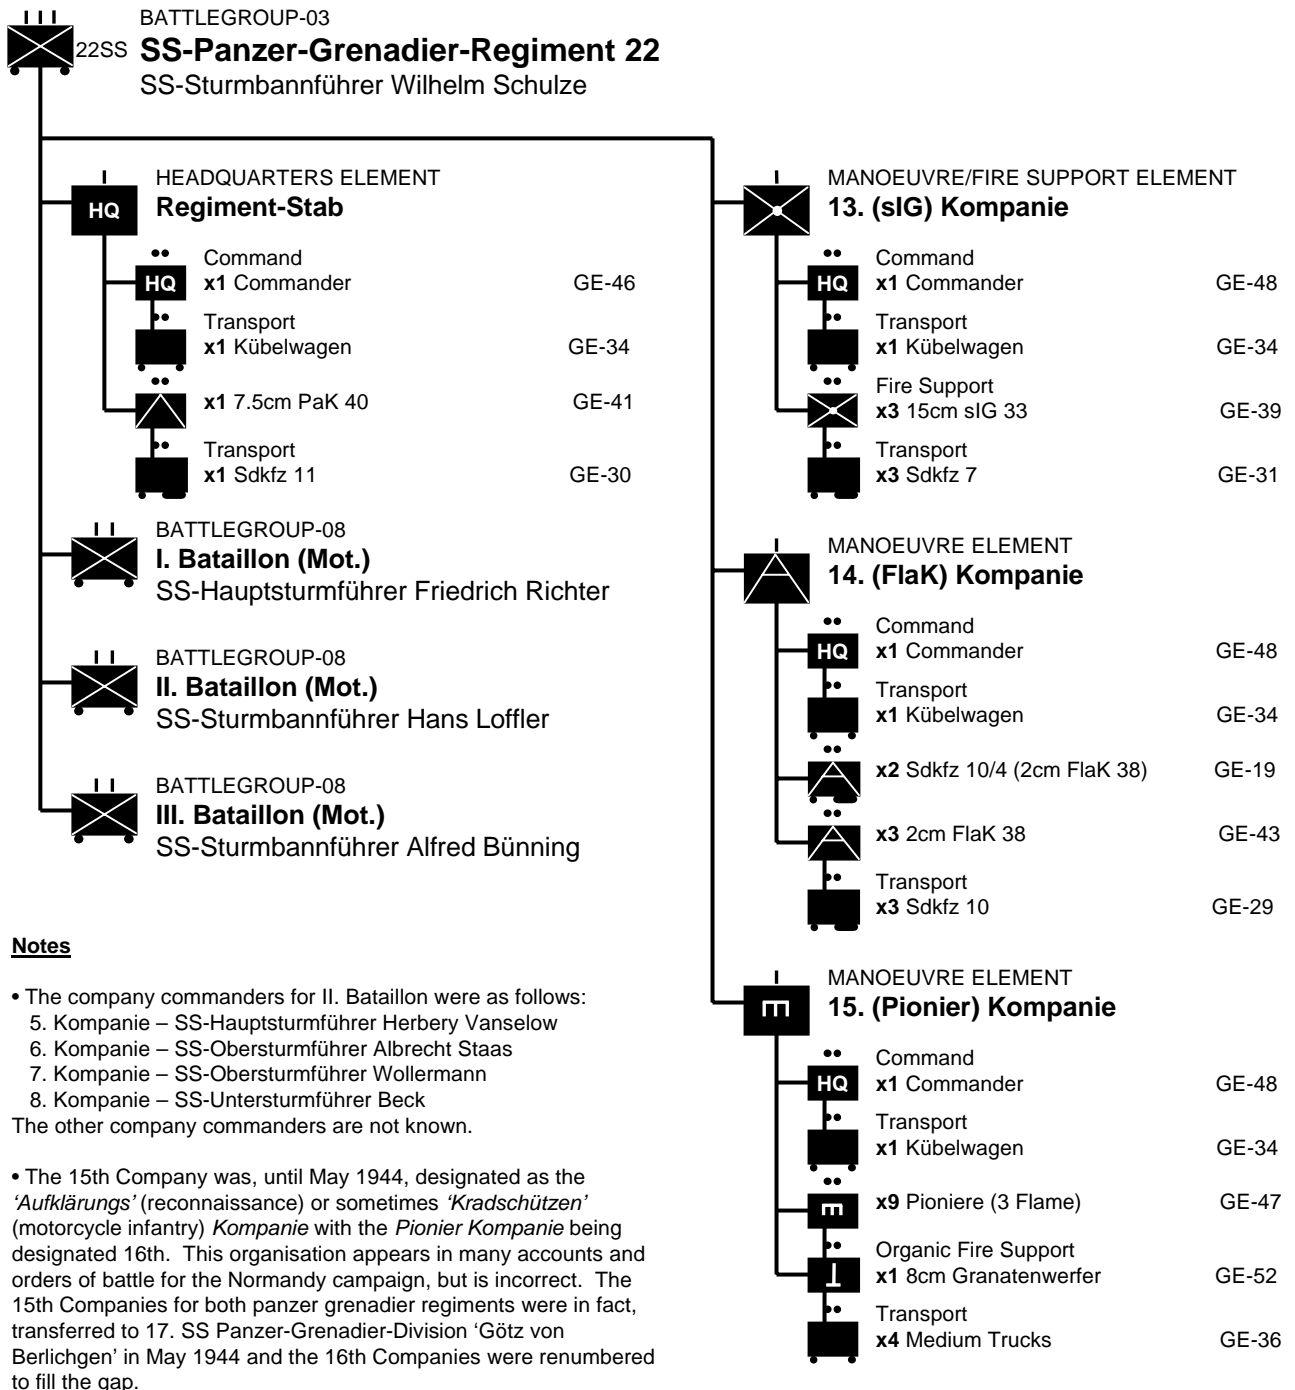 BATTLEGROUP-03
22SS SS-Panzer-Grenadier-Regiment 22
SS-Sturmbannführer Wilhelm Schulze
HEADQUARTERS ELEMENT
HQ Regiment-Stab
Command
HQ x1 Commander GE-46
Transport
x1 Kübelwagen GE-34
x1 7.5cm PaK 40 GE-41
Transport
x1 Sdkfz 11 GE-30
BATTLEGROUP-08
I. Bataillon (Mot.)
SS-Hauptsturmführer Friedrich Richter
BATTLEGROUP-08
II. Bataillon (Mot.)
SS-Sturmbannführer Hans Loffler
BATTLEGROUP-08
III. Bataillon (Mot.)
SS-Sturmbannführer Alfred Bünning
Notes
• The company commanders for II. Bataillon were as follows:
5. Kompanie – SS-Hauptsturmführer Herbery Vanselow
6. Kompanie – SS-Obersturmführer Albrecht Staas
7. Kompanie – SS-Obersturmführer Wollermann
8. Kompanie – SS-Untersturmführer Beck
The other company commanders are not known.
• The 15th Company was, until May 1944, designated as the
‘Aufklärungs’ (reconnaissance) or sometimes ‘Kradschützen’
(motorcycle infantry) Kompanie with the Pionier Kompanie being
designated 16th. This organisation appears in many accounts and
orders of battle for the Normandy campaign, but is incorrect. The
15th Companies for both panzer grenadier regiments were in fact,
transferred to 17. SS Panzer-Grenadier-Division ‘Götz von
Berlichgen’ in May 1944 and the 16th Companies were renumbered
to fill the gap.
MANOEUVRE/FIRE SUPPORT ELEMENT
13. (sIG) Kompanie
Command
HQ x1 Commander GE-48
Transport
x1 Kübelwagen GE-34
Fire Support
x3 15cm sIG 33 GE-39
Transport
x3 Sdkfz 7 GE-31
MANOEUVRE ELEMENT
14. (FlaK) Kompanie
Command
HQ x1 Commander GE-48
Transport
x1 Kübelwagen GE-34
x2 Sdkfz 10/4 (2cm FlaK 38) GE-19
x3 2cm FlaK 38 GE-43
Transport
x3 Sdkfz 10 GE-29
MANOEUVRE ELEMENT
15. (Pionier) Kompanie
Command
HQ x1 Commander GE-48
Transport
x1 Kübelwagen GE-34
x9 Pioniere (3 Flame) GE-47
Organic Fire Support
x1 8cm Granatenwerfer GE-52
Transport
x4 Medium Trucks GE-36